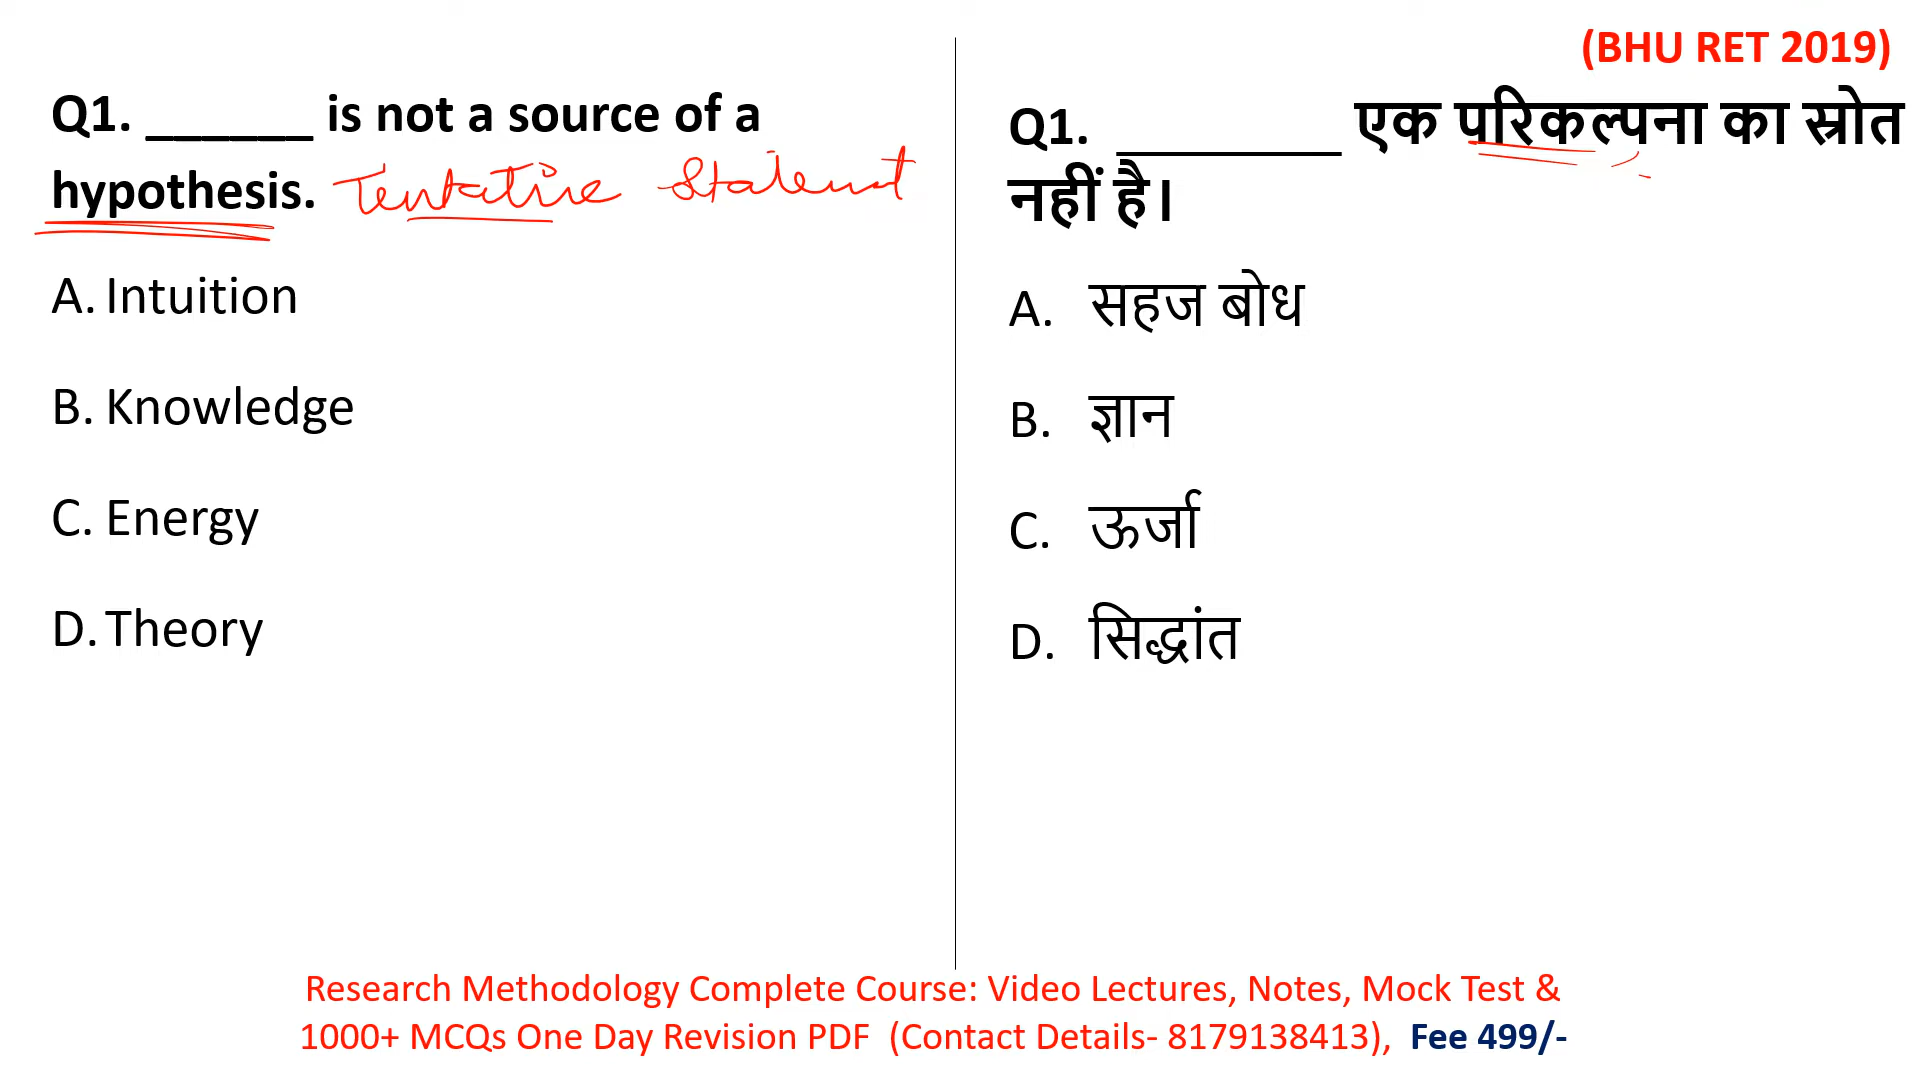 (BHU RET 2019)
Q1. ______ is not a source of a
hypothesis. Tentative Statement
A. Intuition
B. Knowledge
C. Energy
D. Theory
Q1. ________ एक परिकल्पना का स्रोत
नहीं है।
A. सहज बोध
B. ज्ञान
C. ऊर्जा
D. सिद्धांत
Research Methodology Complete Course: Video Lectures, Notes, Mock Test &
1000+ MCQs One Day Revision PDF (Contact Details- 8179138413), Fee 499/-